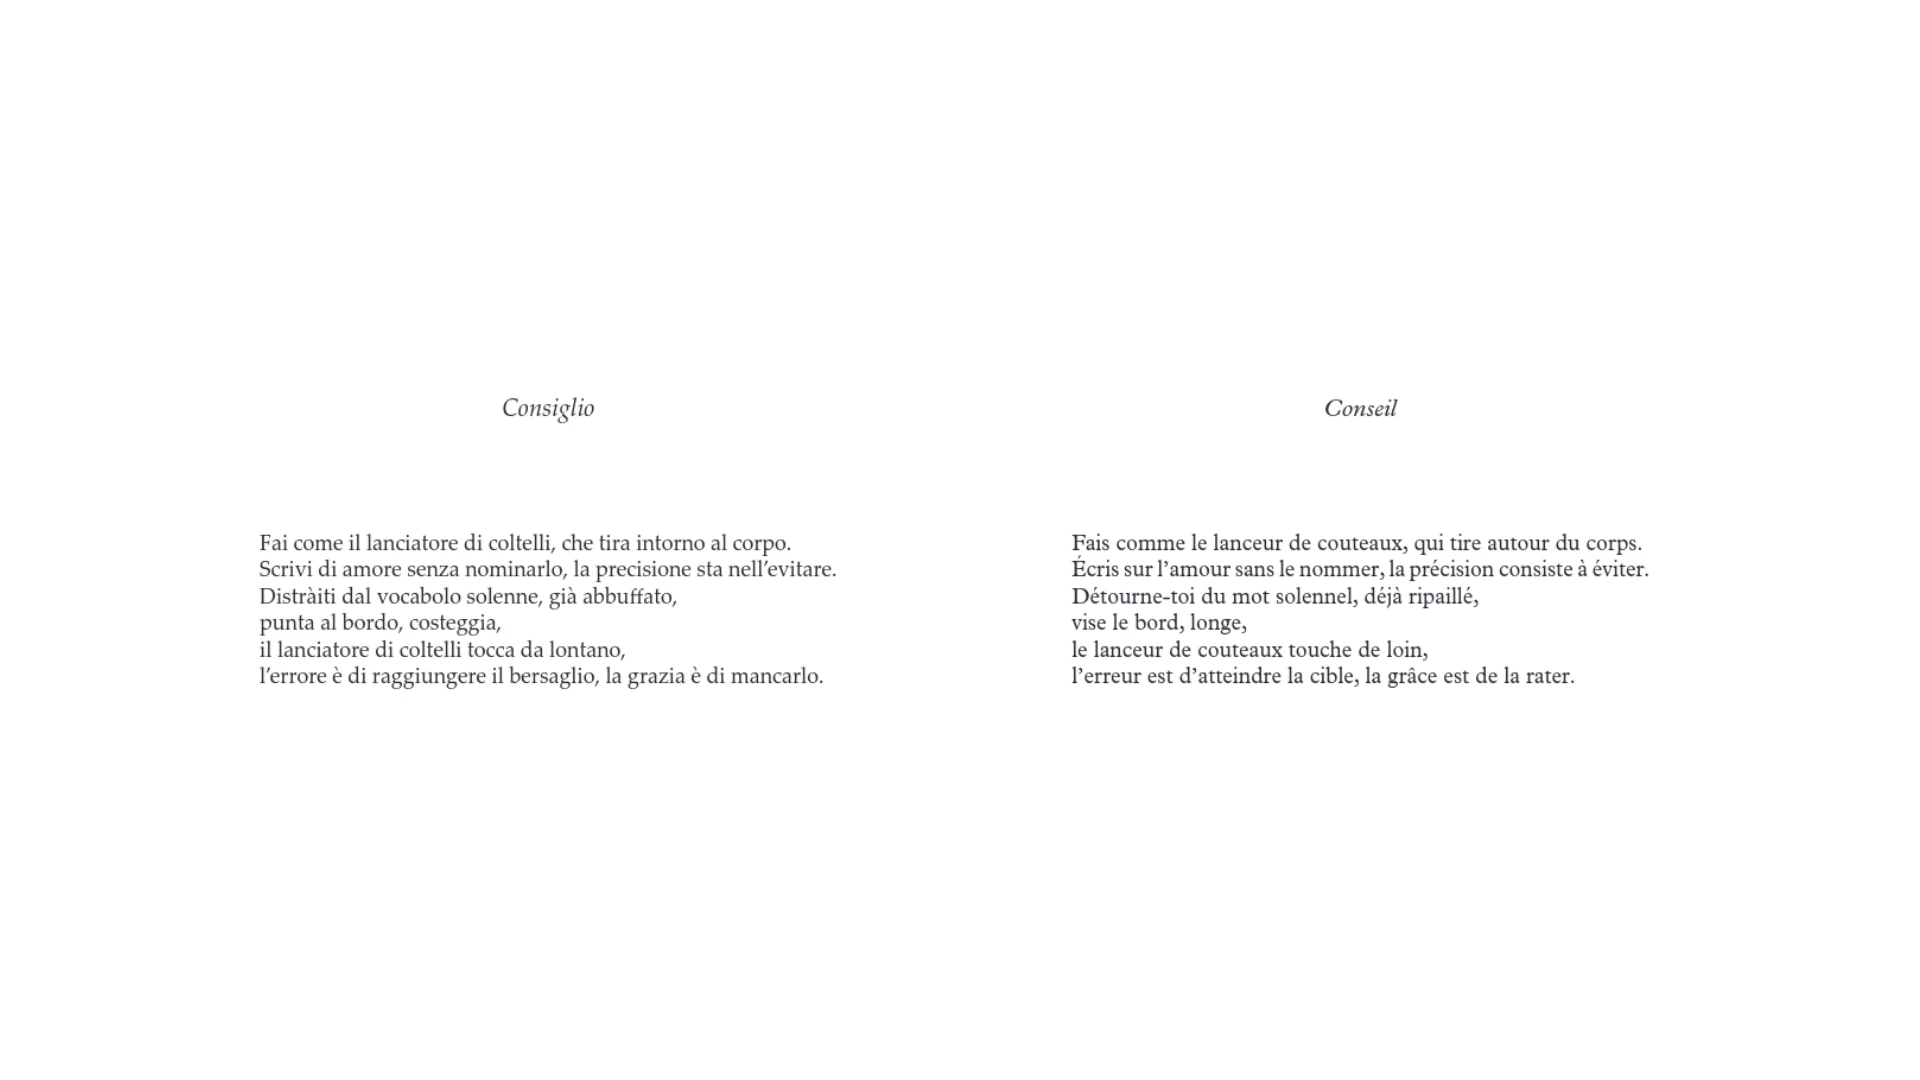 Consiglio
Fai come il lanciatore di coltelli, che tira intorno al corpo.
Scrivi di amore senza nominarlo, la precisione sta nell’evitare.
Distràiti dal vocabolo solenne, già abbuffato,
punta al bordo, costeggia,
il lanciatore di coltelli tocca da lontano,
l’errore è di raggiungere il bersaglio, la grazia è di mancarlo.
Conseil
Fais comme le lanceur de couteaux, qui tire autour du corps.
Écris sur l’amour sans le nommer, la précision consiste à éviter.
Détourne-toi du mot solennel, déjà ripaillé,
vise le bord, longe,
le lanceur de couteaux touche de loin,
l’erreur est d’atteindre la cible, la grâce est de la rater.